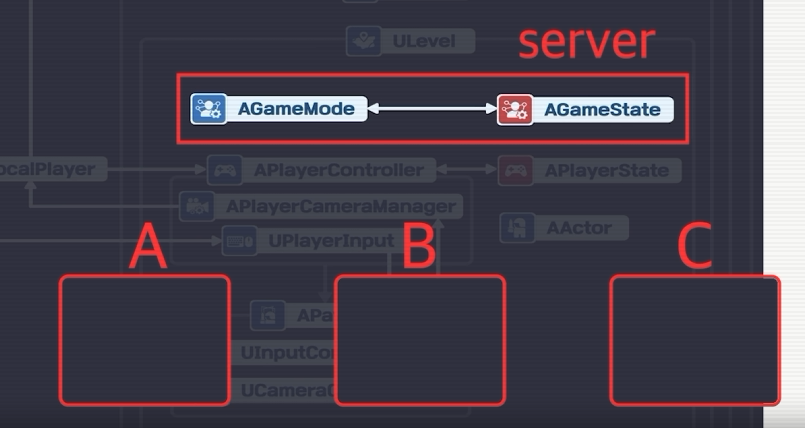 ULevel
server
AGameMode
AGameState
ocalPlayer
APlayerController
APlayerState
APlayerCameraManager
UPlayerInput
AActor
A
B
C
APa
UInputCo
UCamera